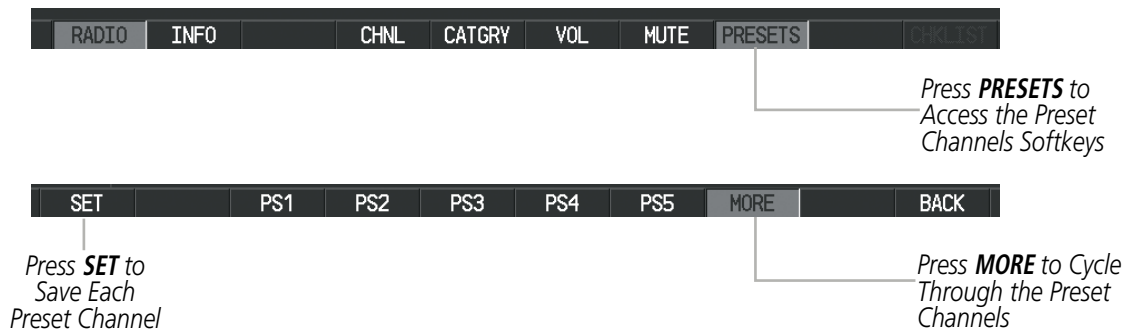 RADIO INFO CHNL CATGRY VOL MUTE PRESETS CHKLIST
Press PRESETS to
Access the Preset
Channels Softkeys
SET PS1 PS2 PS3 PS4 PS5 MORE BACK
Press SET to
Save Each
Preset Channel
Press MORE to Cycle
Through the Preset
Channels